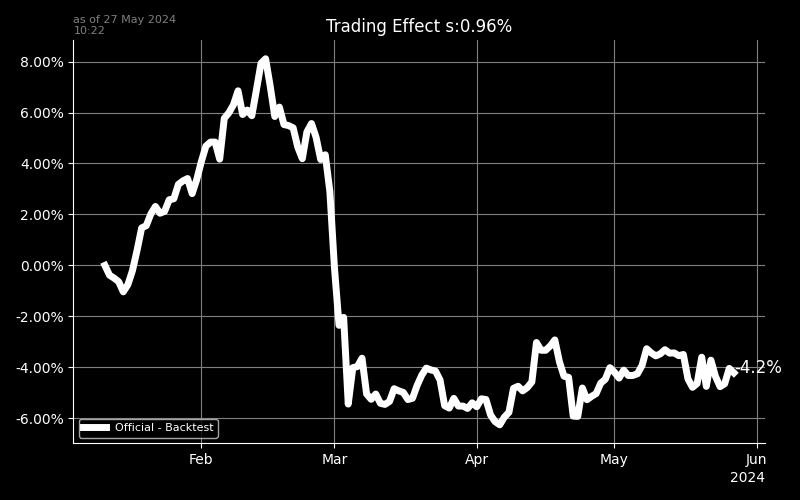 as of 27 May 2024
10:22
Trading Effect s:0.96%
8.00%
6.00%
4.00%
2.00%
0.00%
-2.00%
-4.00%
-6.00%
-4.2%
Official - Backtest
Feb
Mar
Apr
May
Jun
2024